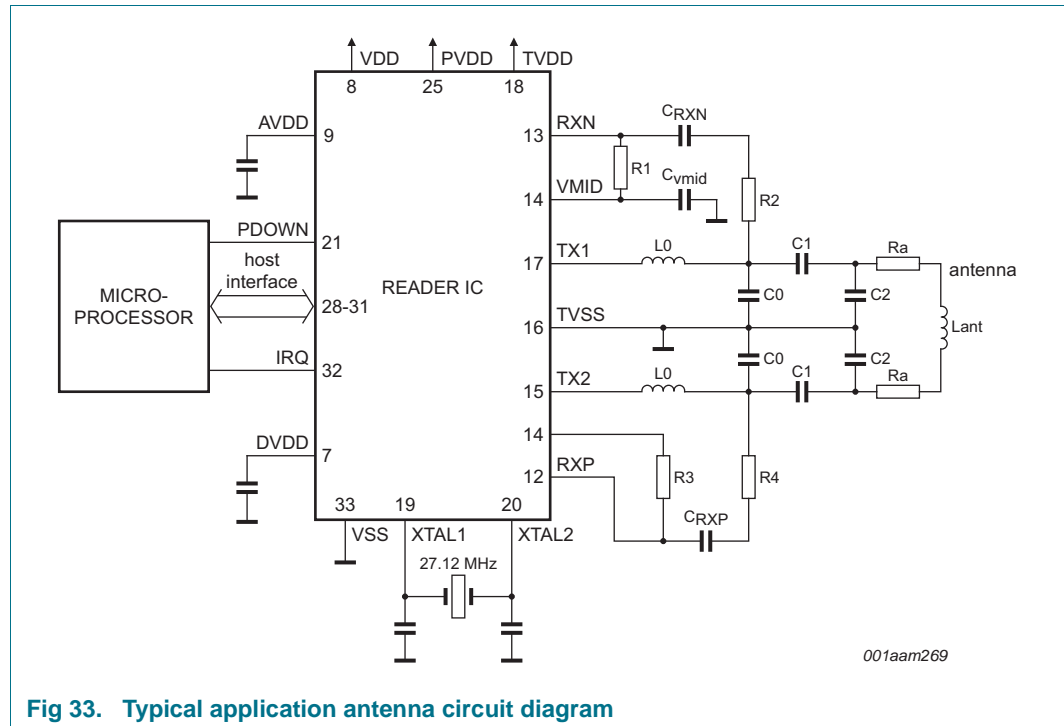 VDD PVDD TVDD
8 25 18
AVDD 9
13 RXN CRXN
R1
14 VMID Cvmid
R2
PDOWN 21
17 TX1 L0 C1 Ra
antenna
host
interface
READER IC
MICRO-
PROCESSOR
28-31
C0 C2
Lant
16 TVSS
IRQ 32
C0 C2
15 TX2 L0 C1 Ra
14
DVDD 7
12 RXP R3 R4
33 19 20
CRXP
VSS XTAL1 XTAL2
27.12 MHz
001aam269
Fig 33. Typical application antenna circuit diagram